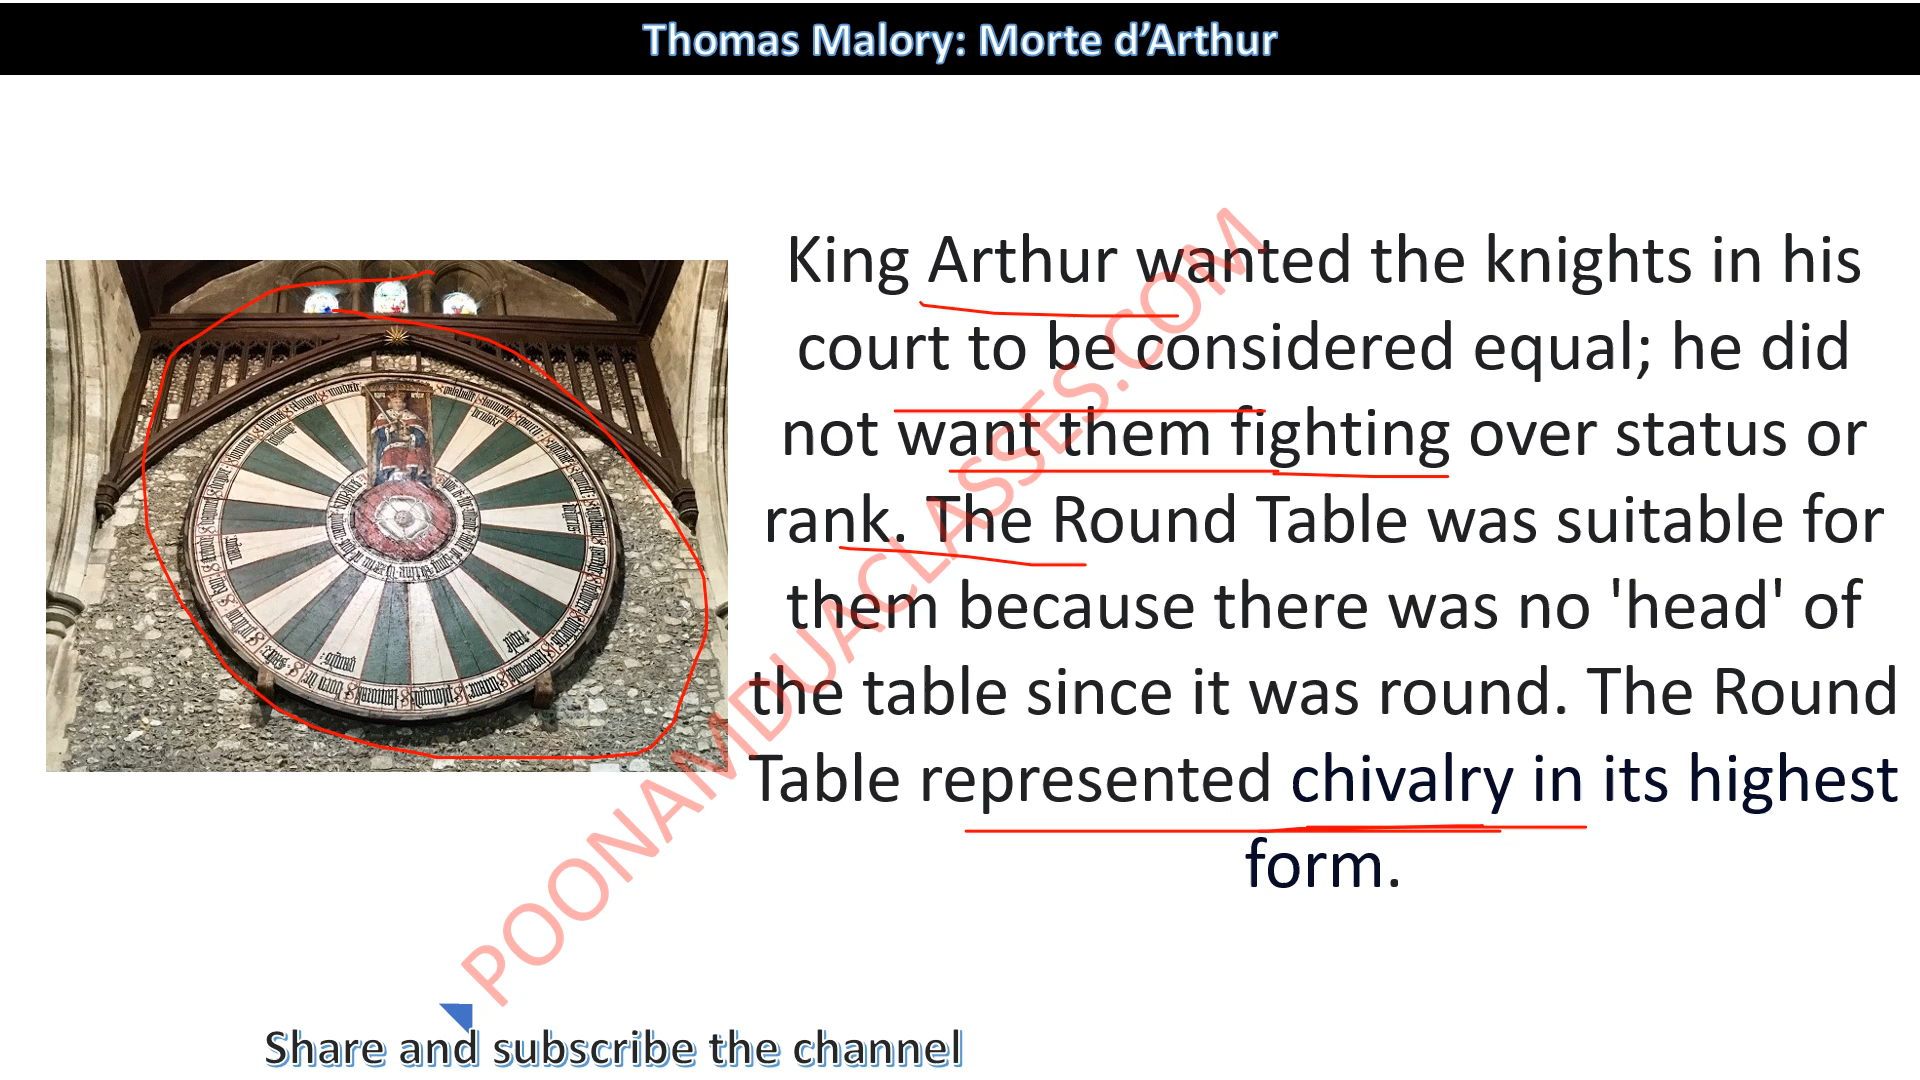 Thomas Malory: Morte d’Arthur
King Arthur wanted the knights in his
court to be considered equal; he did
not want them fighting over status or
rank. The Round Table was suitable for
them because there was no 'head' of
the table since it was round. The Round
Table represented chivalry in its highest
form.
POONAMDUACLASSES.COM
Share and subscribe the channel